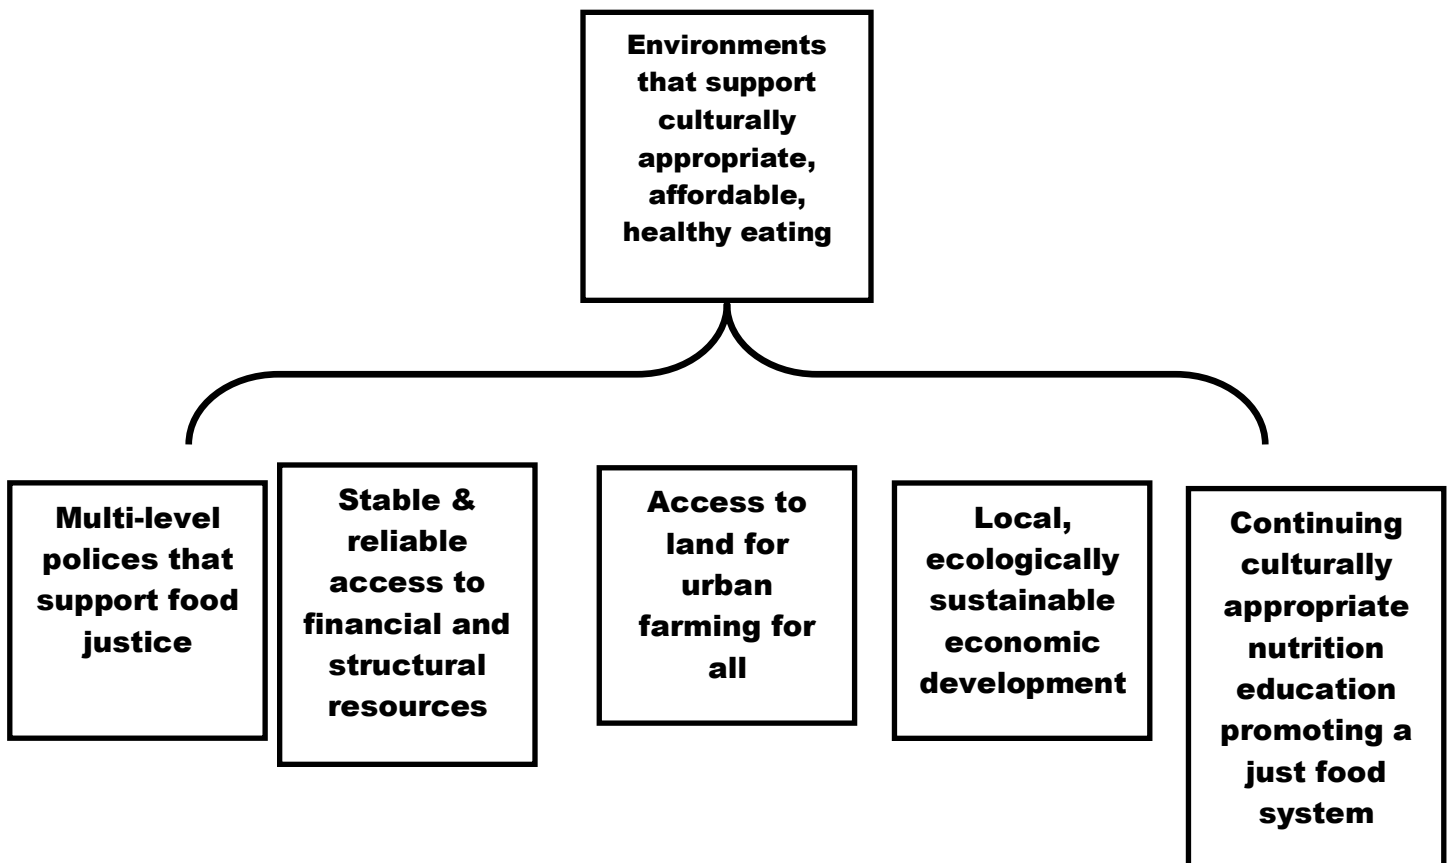 Environments
that support
culturally
appropriate,
affordable,
healthy eating
Multi-level
polices that
support food
justice
Stable &
reliable
access to
financial and
structural
resources
Access to
land for
urban
farming for
all
Local,
ecologically
sustainable
economic
development
Continuing
culturally
appropriate
nutrition
education
promoting a
just food
system